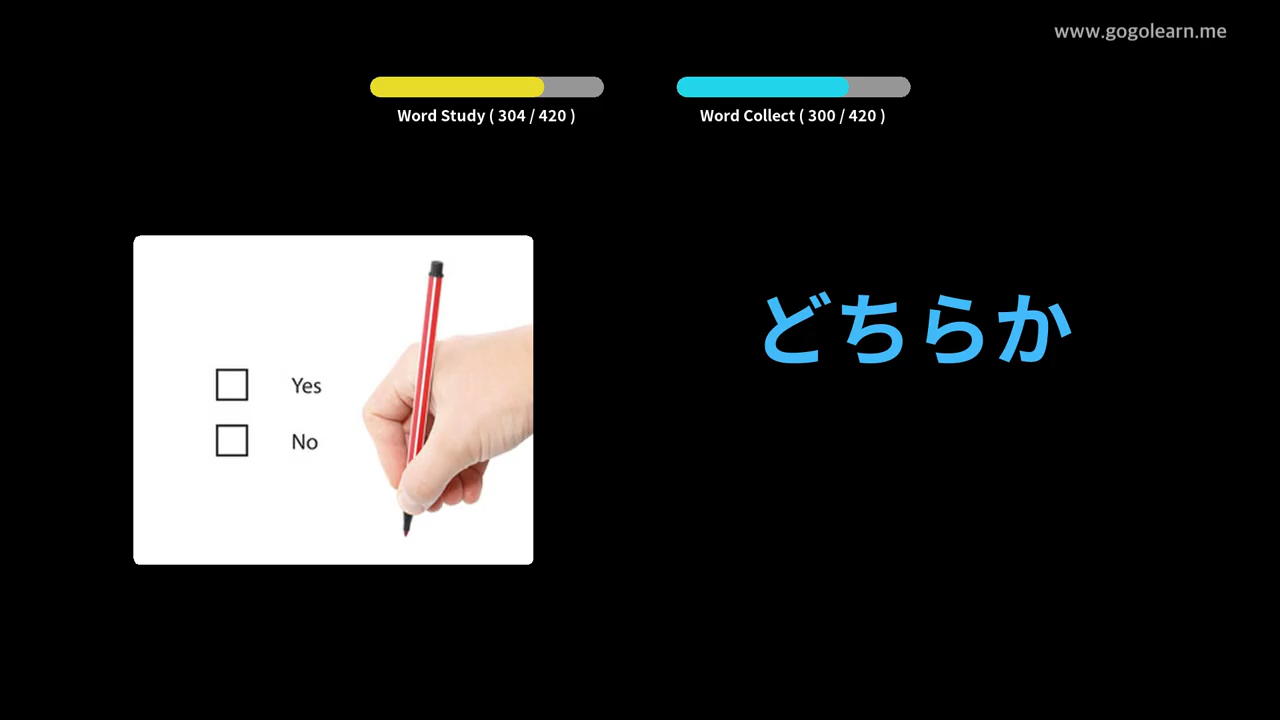 www.gogolearn.me
Word Study ( 304 / 420 )
Word Collect ( 300 / 420 )
どちらか
Yes
No